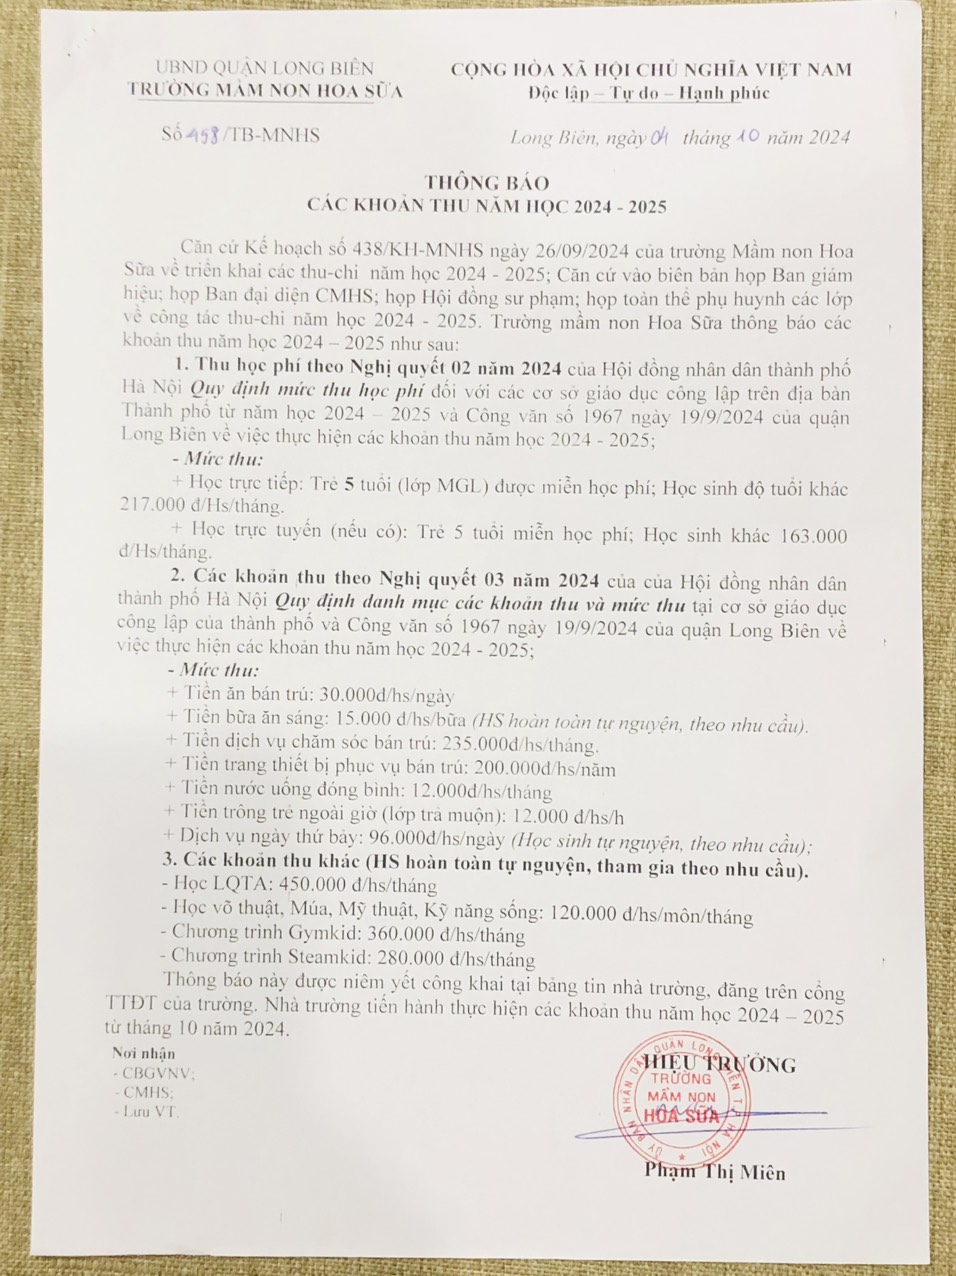 UBND QUẬN LONG BIÊN
TRƯỜNG MẦM NON HOA SỮA
CỘNG HÒA XÃ HỘI CHỦ NGHĨA VIỆT NAM
Độc lập – Tự do – Hạnh phúc
Số 458/TB-MNHS
Long Biên, ngày 04 tháng 10 năm 2024
THÔNG BÁO
CÁC KHOẢN THU NĂM HỌC 2024 - 2025
Căn cứ Kế hoạch số 438/KH-MNHS ngày 26/09/2024 của trường Mầm non Hoa
Sữa về triển khai các thu-chi năm học 2024 - 2025; Căn cứ vào biên bản họp Ban giám
hiệu; họp Ban đại diện CMHS; họp Hội đồng sư phạm; họp toàn thể phụ huynh các lớp
về công tác thu-chi năm học 2024 - 2025. Trường mầm non Hoa Sữa thông báo các
khoản thu năm học 2024 – 2025 như sau:
1. Thu học phí theo Nghị quyết 02 năm 2024 của Hội đồng nhân dân thành phố
Hà Nội Quy định mức thu học phí đối với các cơ sở giáo dục công lập trên địa bàn
Thành phố từ năm học 2024 – 2025 và Công văn số 1967 ngày 19/9/2024 của quận
Long Biên về việc thực hiện các khoản thu năm học 2024 - 2025;
- Mức thu:
+ Học trực tiếp: Trẻ 5 tuổi (lớp MGL) được miễn học phí; Học sinh độ tuổi khác
217.000 đ/Hs/tháng.
+ Học trực tuyến (nếu có): Trẻ 5 tuổi miễn học phí; Học sinh khác 163.000
đ/Hs/tháng.
2. Các khoản thu theo Nghị quyết 03 năm 2024 của của Hội đồng nhân dân
thành phố Hà Nội Quy định danh mục các khoản thu và mức thu tại cơ sở giáo dục
công lập của thành phố và Công văn số 1967 ngày 19/9/2024 của quận Long Biên về
việc thực hiện các khoản thu năm học 2024 - 2025;
- Mức thu:
+ Tiền ăn bán trú: 30.000đ/hs/ngày
+ Tiền bữa ăn sáng: 15.000 đ/hs/bữa (HS hoàn toàn tự nguyện, theo nhu cầu).
+ Tiền dịch vụ chăm sóc bán trú: 235.000đ/hs/tháng.
+ Tiền trang thiết bị phục vụ bán trú: 200.000đ/hs/năm
+ Tiền nước uống đóng bình: 12.000đ/hs/tháng
+ Tiền trông trẻ ngoài giờ (lớp trả muộn): 12.000 đ/hs/h
+ Dịch vụ ngày thứ bảy: 96.000đ/hs/ngày (Học sinh tự nguyện, theo nhu cầu);
3. Các khoản thu khác (HS hoàn toàn tự nguyện, tham gia theo nhu cầu).
- Học LQTA: 450.000 đ/hs/tháng
- Học võ thuật, Múa, Mỹ thuật, Kỹ năng sống: 120.000 đ/hs/môn/tháng
- Chương trình Gymkid: 360.000 đ/hs/tháng
- Chương trình Steamkid: 280.000 đ/hs/tháng
Thông báo này được niêm yết công khai tại bảng tin nhà trường, đăng trên cổng
TTĐT của trường. Nhà trường tiến hành thực hiện các khoản thu năm học 2024 – 2025
từ tháng 10 năm 2024.
Nơi nhận
- CBGVNV;
- CMHS;
- Lưu VT.
HIỆU TRƯỞNG
ỦY BAN NHÂN DÂN QUẬN LONG BIÊN T.P HÀ NỘI
TRƯỜNG
MẦM NON
HOA SỮA
Phạm Thị Miên